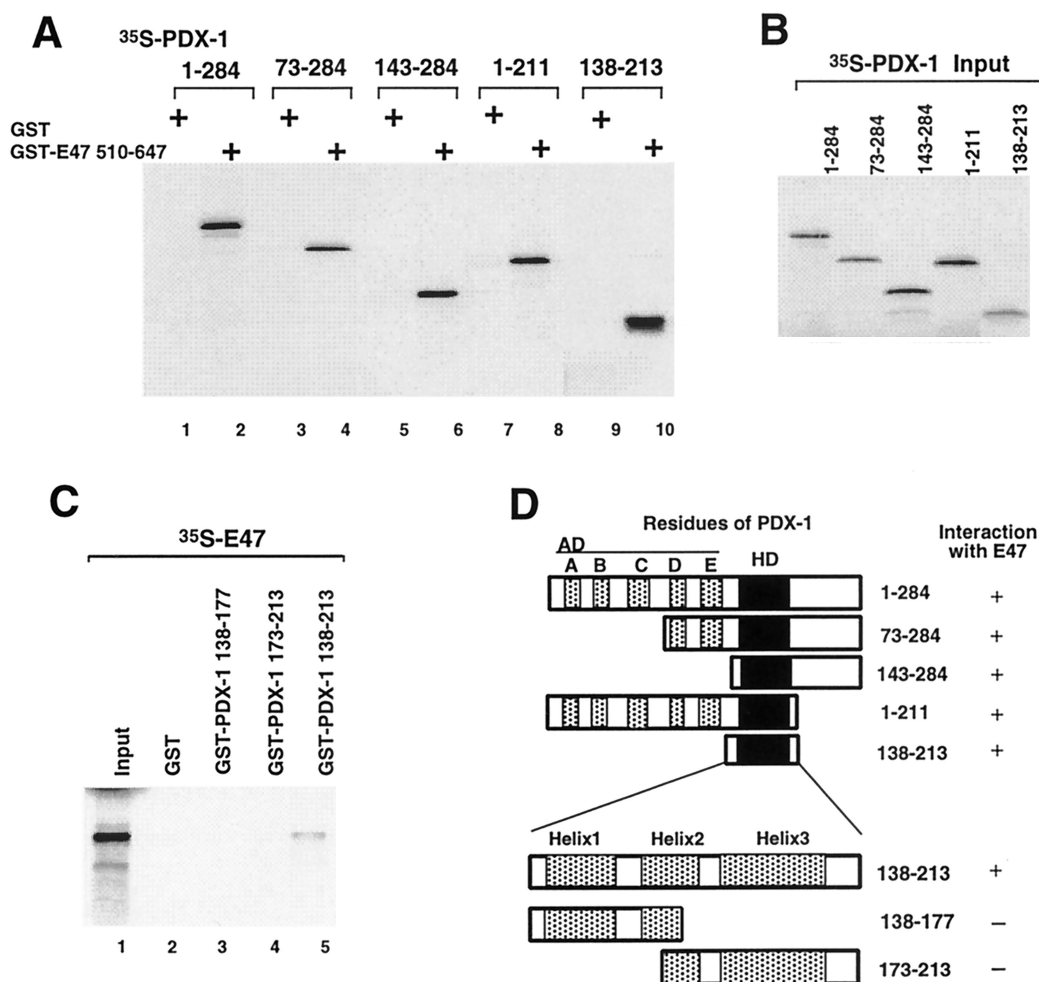 A
35S-PDX-1
1-284 73-284 143-284 1-211 138-213
GST + + + + +
GST-E47 510-647 + + + + +
1 2 3 4 5 6 7 8 9 10
B
35S-PDX-1 Input
1-284
73-284
143-284
1-211
138-213
C
35S-E47
Input
GST
GST-PDX-1 138-177
GST-PDX-1 173-213
GST-PDX-1 138-213
1 2 3 4 5
D
Residues of PDX-1
Interaction
with E47
AD
A B C D E
HD
1-284 +
73-284 +
143-284 +
1-211 +
138-213 +
Helix1 Helix2 Helix3
138-213 +
138-177 −
173-213 −